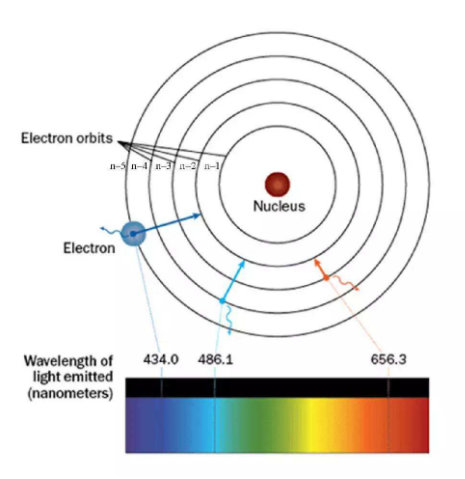 Electron orbits
n=5 n=4 n=3 n=2 n=1
Nucleus
Electron
Wavelength of
light emitted
(nanometers)
434.0 486.1 656.3